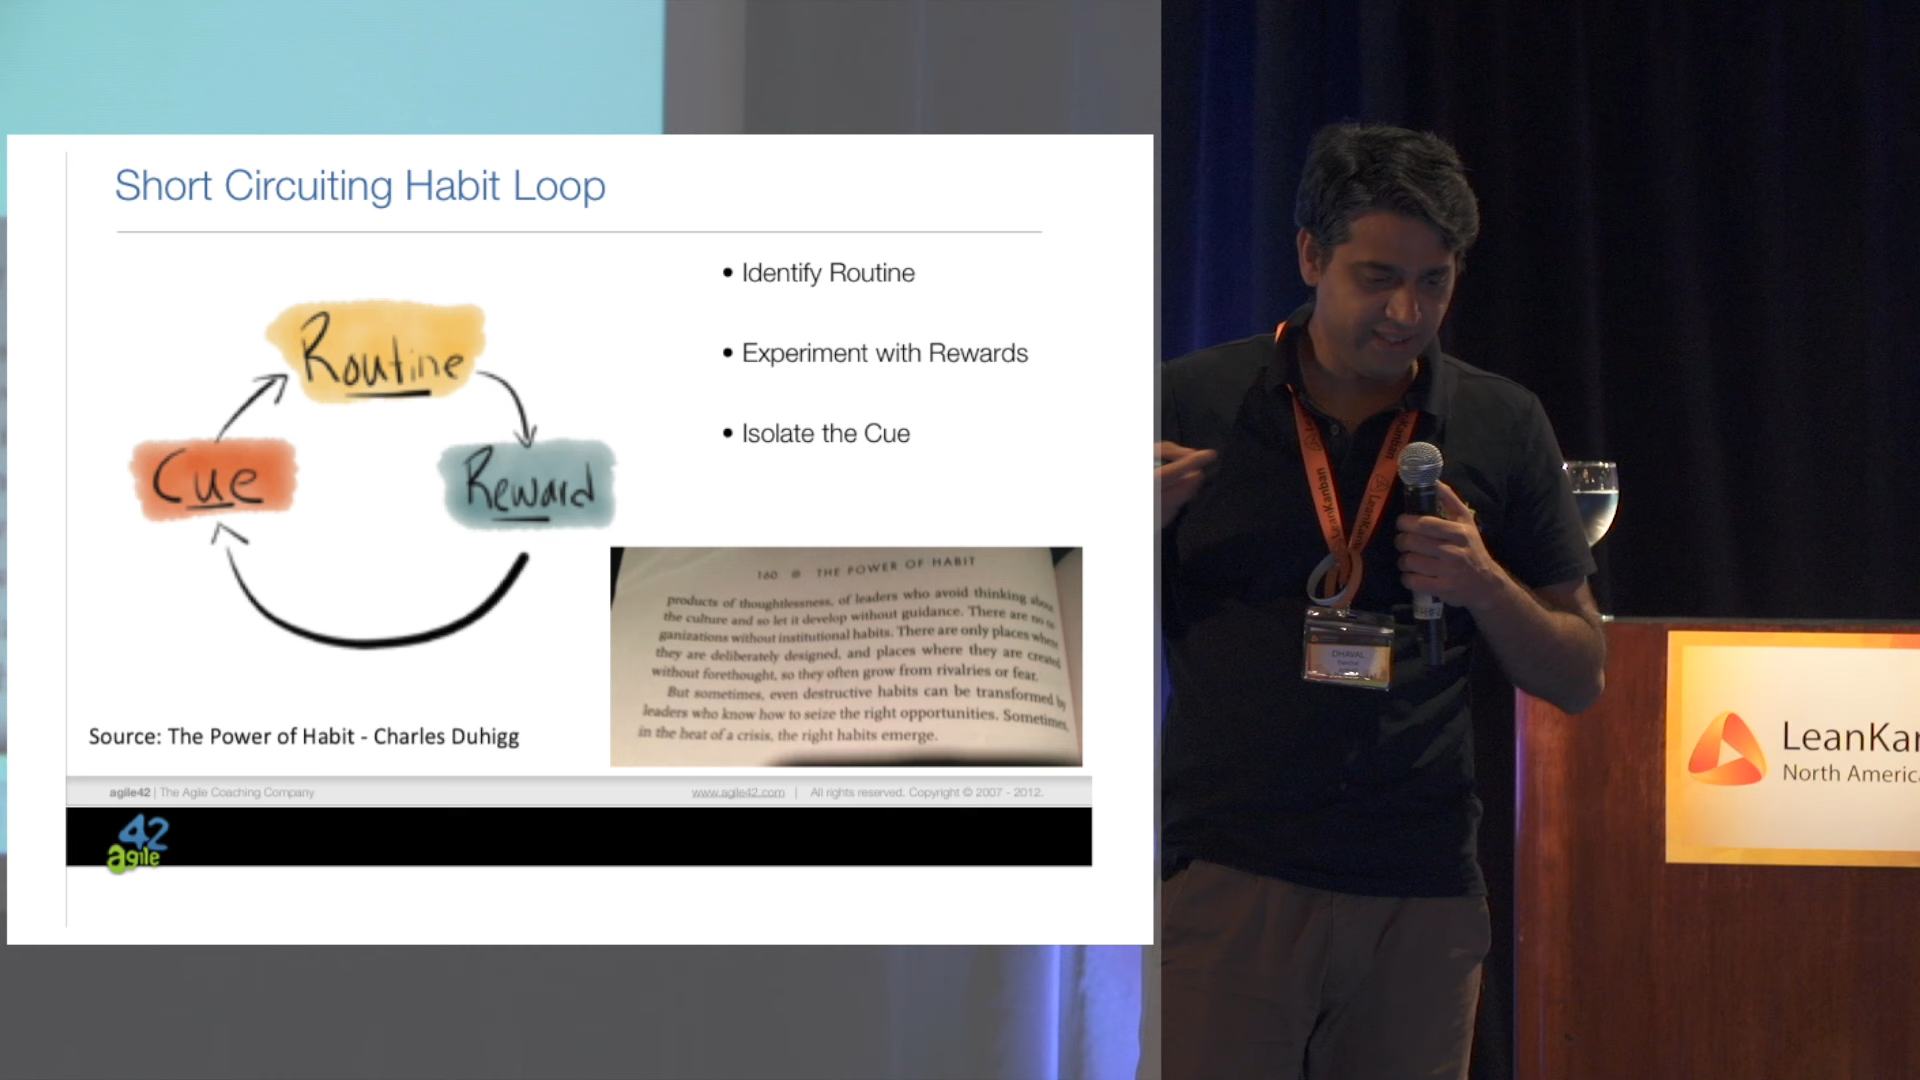 Short Circuiting Habit Loop
• Identify Routine
• Experiment with Rewards
• Isolate the Cue
Routine
Cue
Reward
160 THE POWER OF HABIT
products of thoughtlessness, of leaders who avoid thinking about
the culture and so let it develop without guidance. There are no or
ganizations without institutional habits. There are only places where
they are deliberately designed, and places where they are created
without forethought, so they often grow from rivalries or fear.
But sometimes, even destructive habits can be transformed by
leaders who know how to seize the right opportunities. Sometimes,
in the heat of a crisis, the right habits emerge.
Source: The Power of Habit - Charles Duhigg
agile42 | The Agile Coaching Company
www.agile42.com | All rights reserved. Copyright © 2007 - 2012.
42
agile
LeanKanban
LeanKanban
DHAVAL
LeanKan
North America